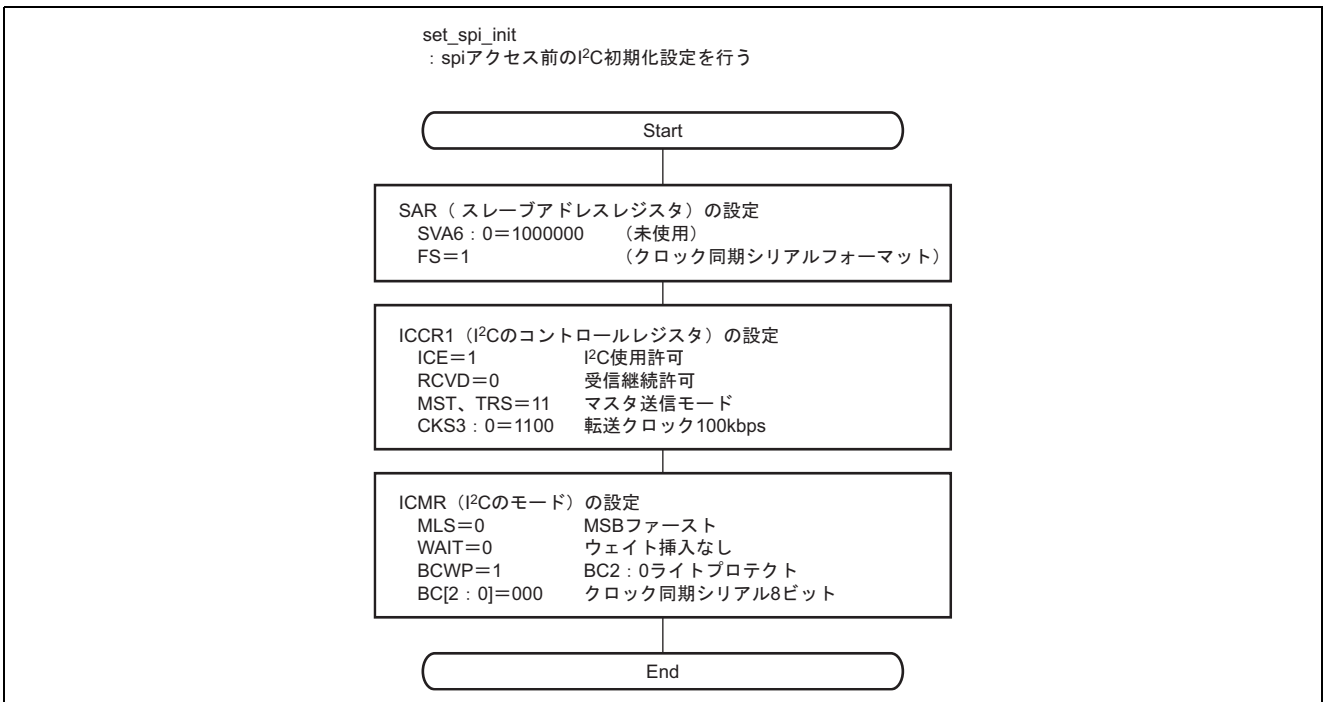 set_spi_init
：spiアクセス前のI²C初期化設定を行う
Start
SAR（ スレーブアドレスレジスタ）の設定
SVA6：0＝1000000 （未使用）
FS＝1 （クロック同期シリアルフォーマット）
ICCR1（I²Cのコントロールレジスタ）の設定
ICE＝1 I²C使用許可
RCVD＝0 受信継続許可
MST、TRS＝11 マスタ送信モード
CKS3：0＝1100 転送クロック100kbps
ICMR（I²Cのモード）の設定
MLS＝0 MSBファースト
WAIT＝0 ウェイト挿入なし
BCWP＝1 BC2：0ライトプロテクト
BC[2：0]＝000 クロック同期シリアル8ビット
End